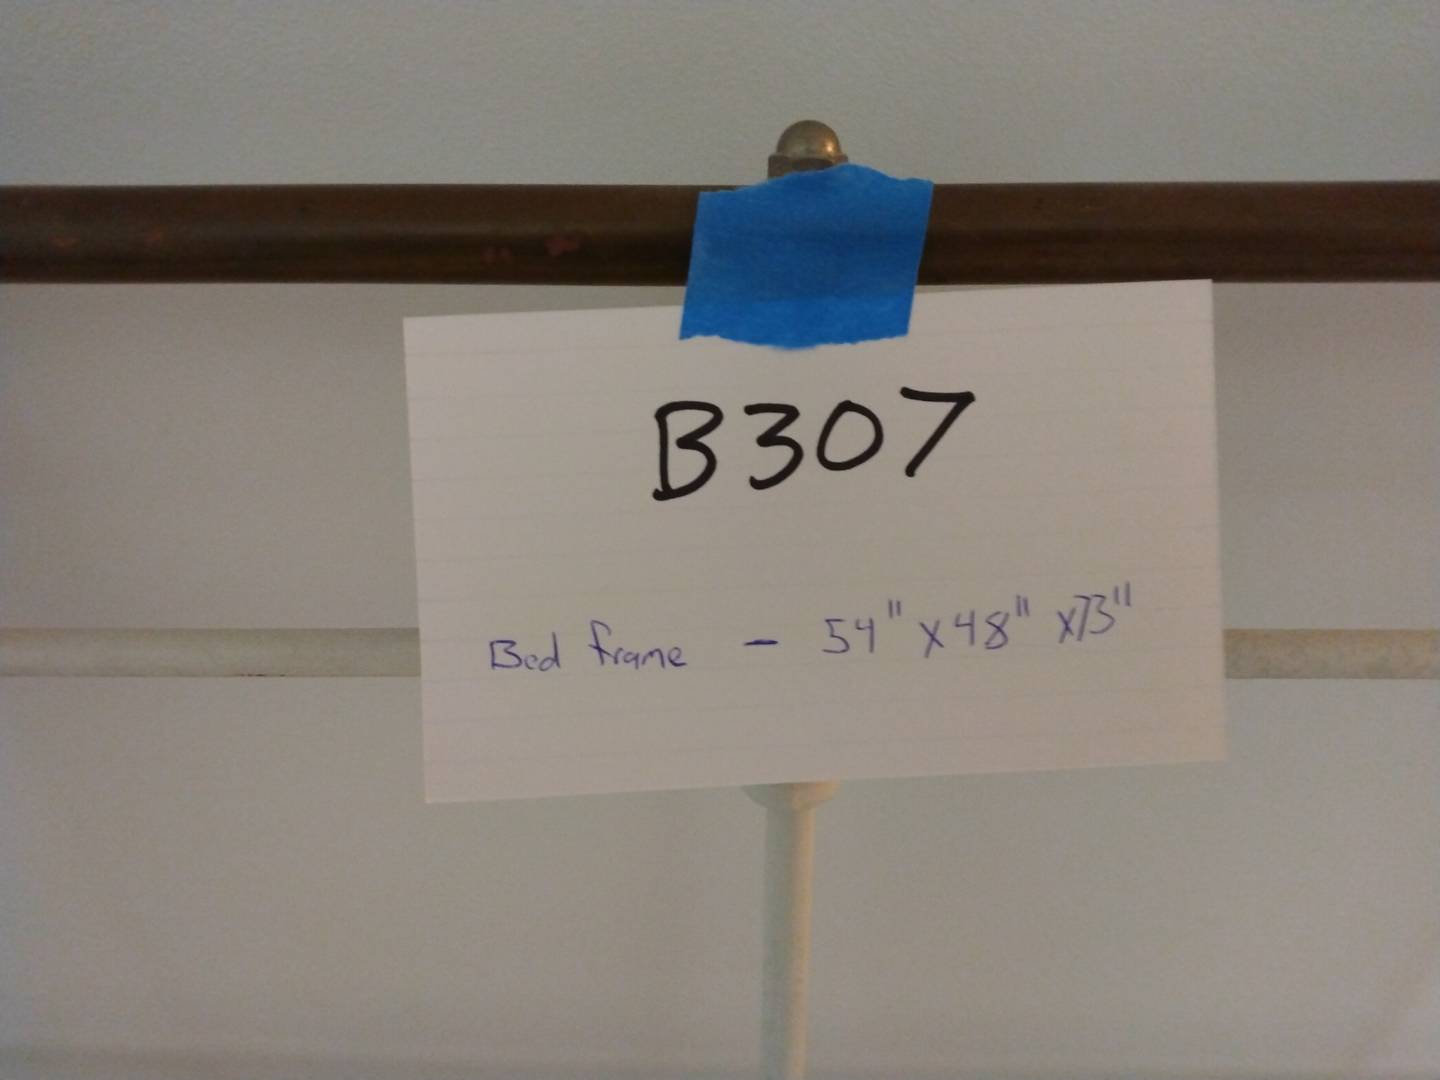 B307
Bed frame - 54" x 48" x 73"